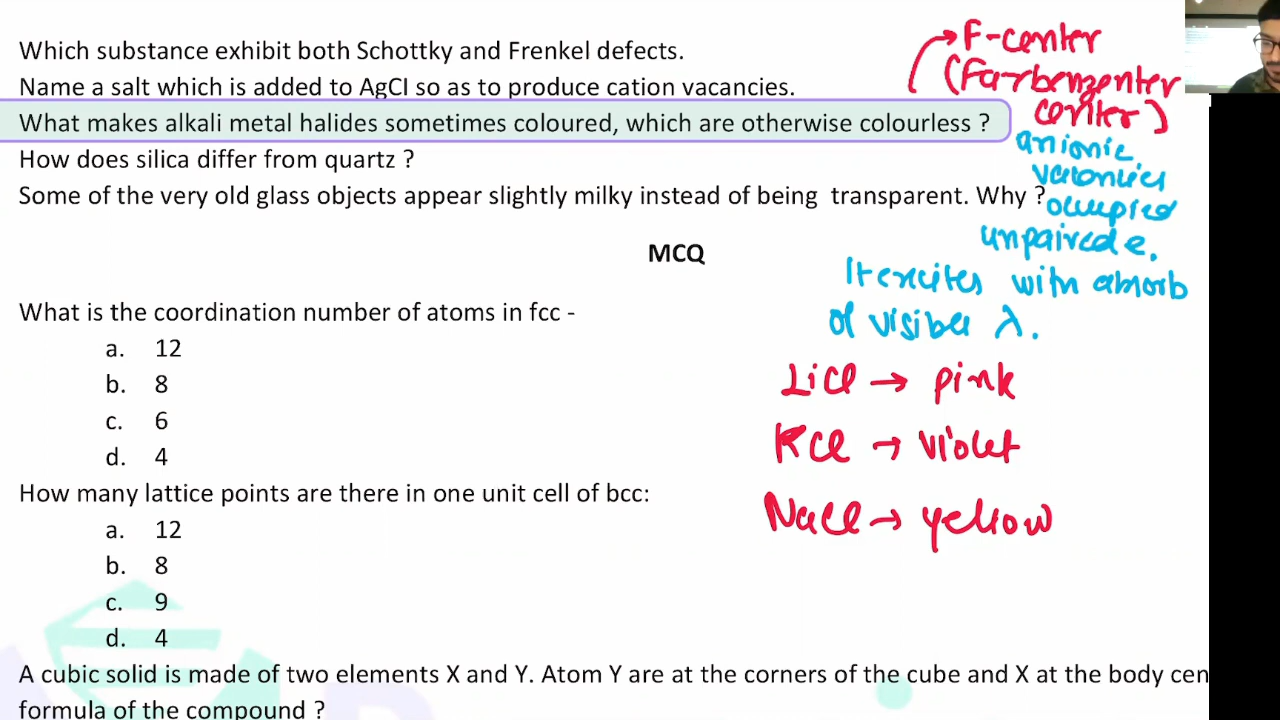 Which substance exhibit both Schottky and Frenkel defects.
Name a salt which is added to AgCI so as to produce cation vacancies.
What makes alkali metal halides sometimes coloured, which are otherwise colourless ?
How does silica differ from quartz ?
Some of the very old glass objects appear slightly milky instead of being transparent. Why ?
F-center
(Farbenzenter
center)
anionic
occupied
unpaired e.
It excites with absorb
of visible λ.
LiCl → pink
KCl → violet
NaCl → yellow
MCQ
What is the coordination number of atoms in fcc -
a. 12
b. 8
c. 6
d. 4
How many lattice points are there in one unit cell of bcc:
a. 12
b. 8
c. 9
d. 4
A cubic solid is made of two elements X and Y. Atom Y are at the corners of the cube and X at the body cen
formula of the compound ?